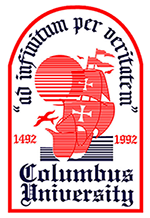 "ad infinitum per veritatem"
1492 1992
Columbus
University